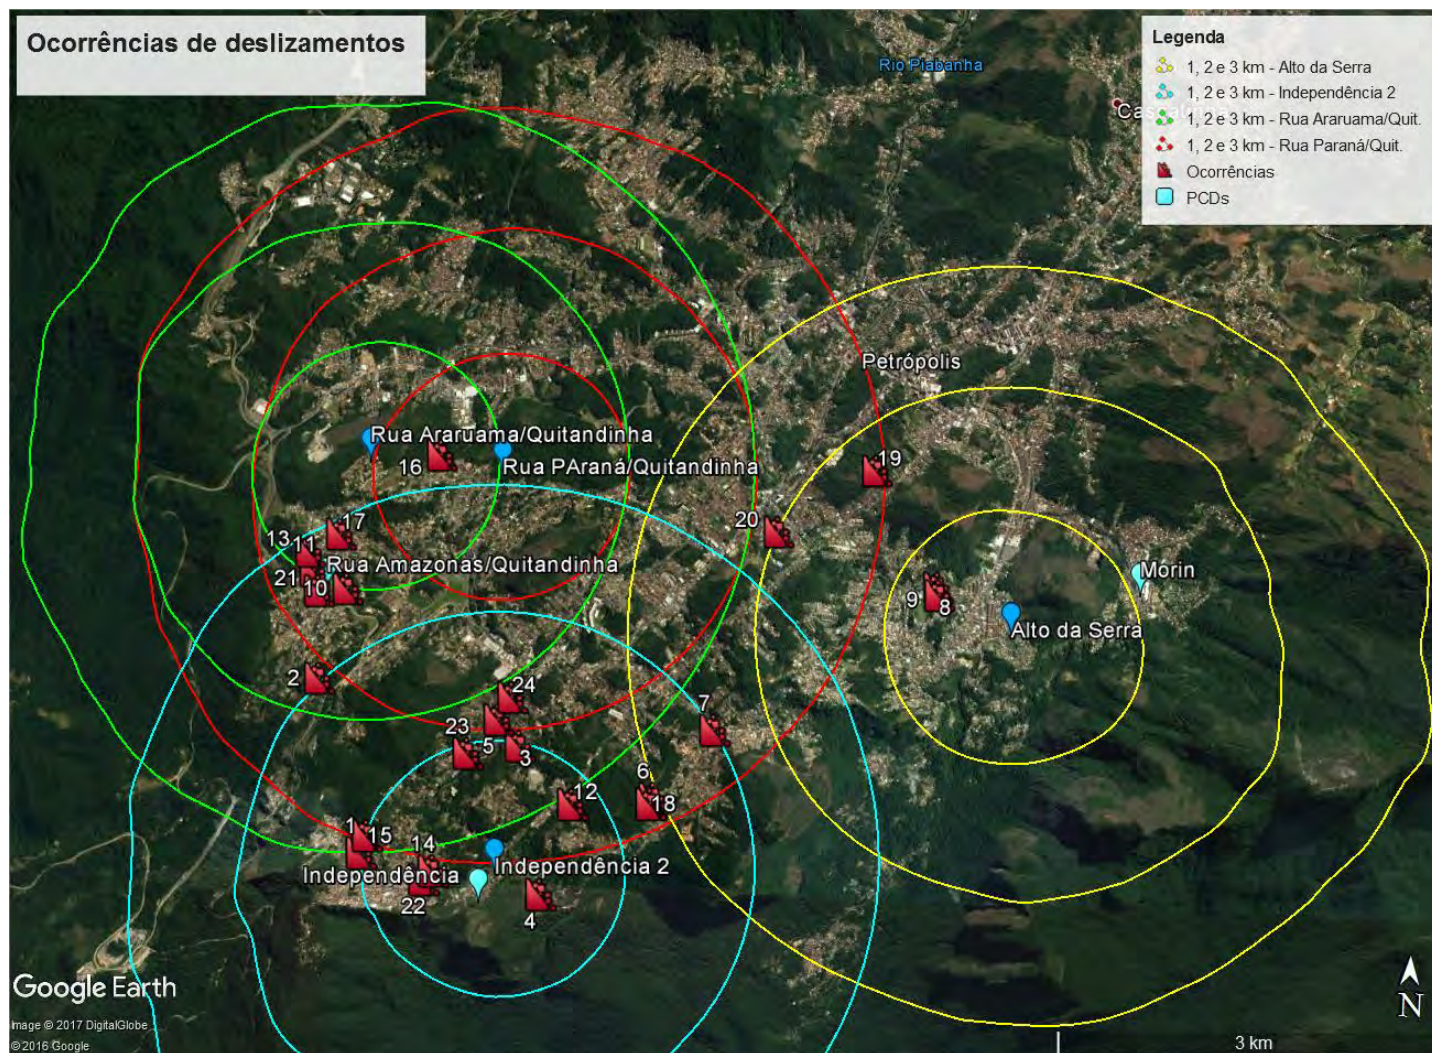 Ocorrências de deslizamentos
Legenda
1, 2 e 3 km - Alto da Serra
1, 2 e 3 km - Independência 2
1, 2 e 3 km - Rua Araruama/Quit.
1, 2 e 3 km - Rua Paraná/Quit.
Ocorrências
PCDs
Rio Piabanha
Petrópolis
Rua Araruama/Quitandinha
16
Rua PAraná/Quitandinha
19
20
17
13
11
Rua Amazonas/Quitandinha
21
10
Morin
9
8
Alto da Serra
2
24
7
23
5
3
6
12
18
1
15
14
Independência 2
Independência
22
4
Google Earth
Image © 2017 DigitalGlobe
© 2016 Google
N
3 km